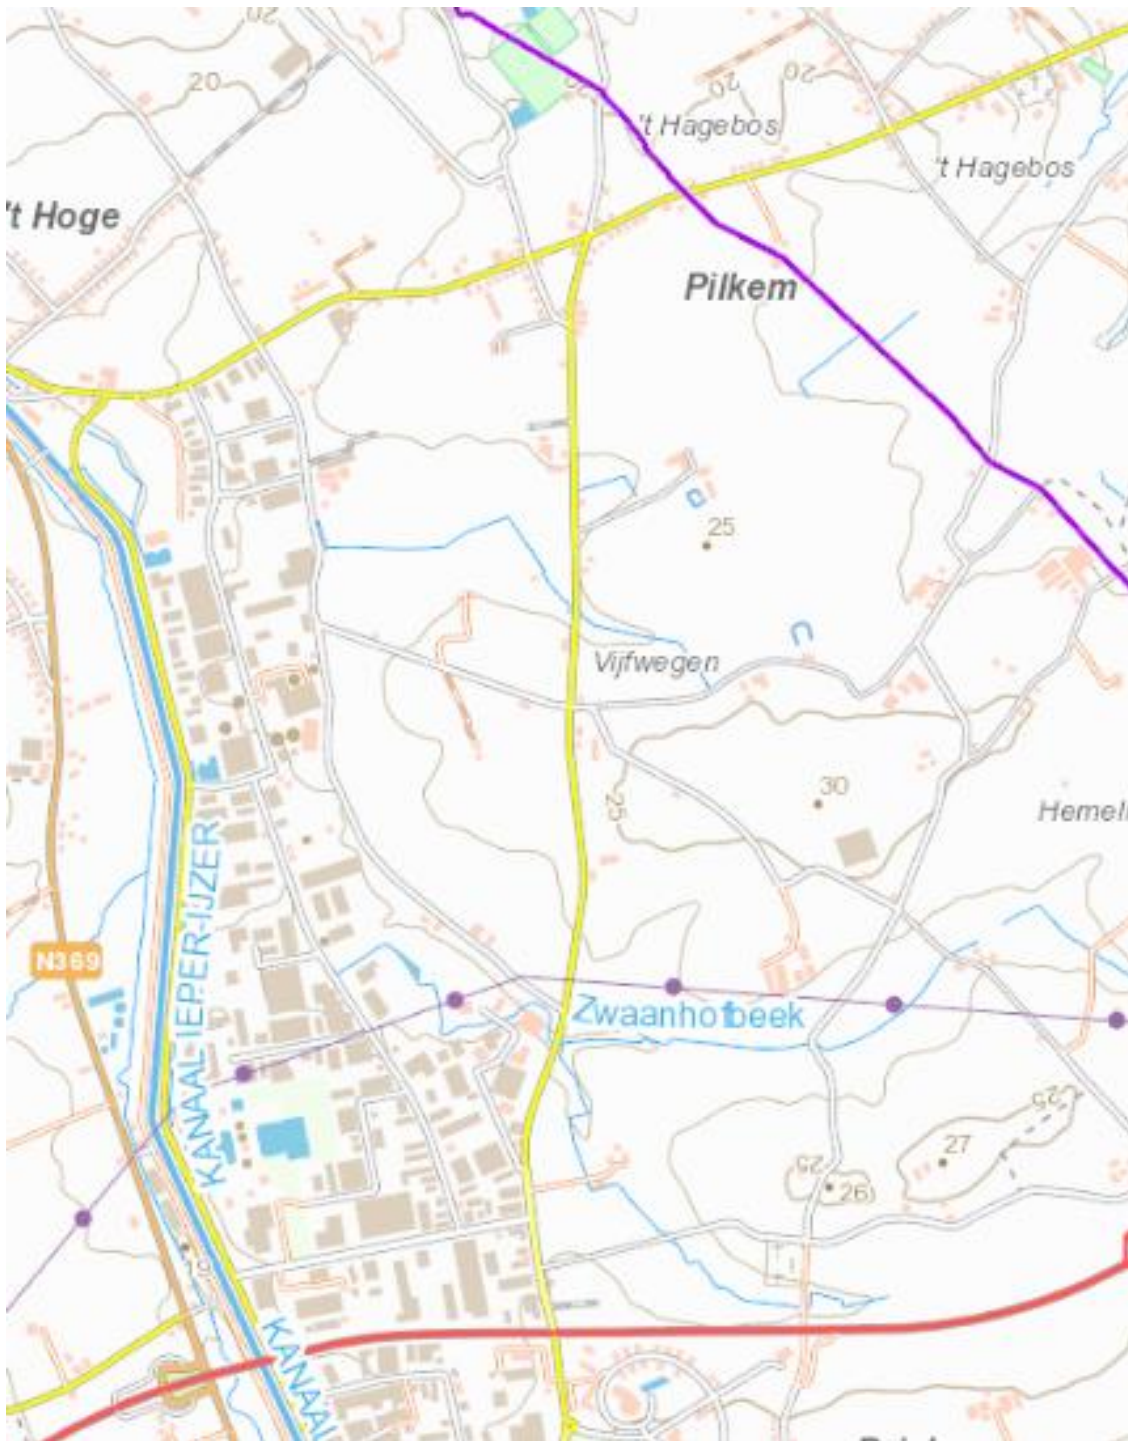 20
20
20
20
't Hagebos
't Hagebos
't Hoge
Pilkem
25
Vijfwegen
30
25
Hemel
N369
KANAAL IEPER-IJZER
Zwaanhofbeek
25
27
25
26
KANAAL